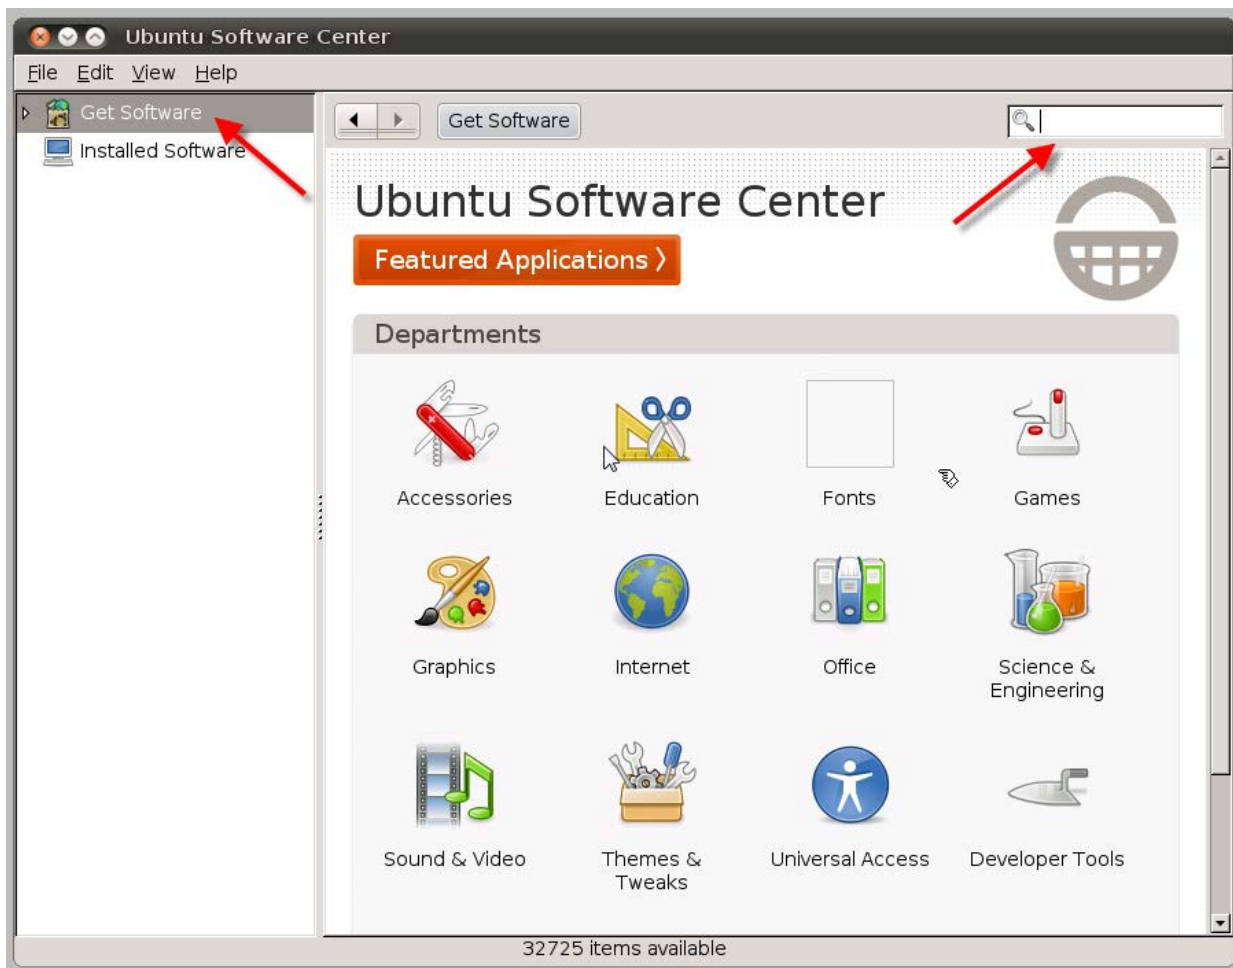 Ubuntu Software Center
File Edit View Help
Get Software
Installed Software
Get Software
Ubuntu Software Center
Featured Applications 〉
Departments
Accessories Education Fonts Games
Graphics Internet Office Science &
Engineering
Sound & Video Themes & Universal Access Developer Tools
Tweaks
32725 items available